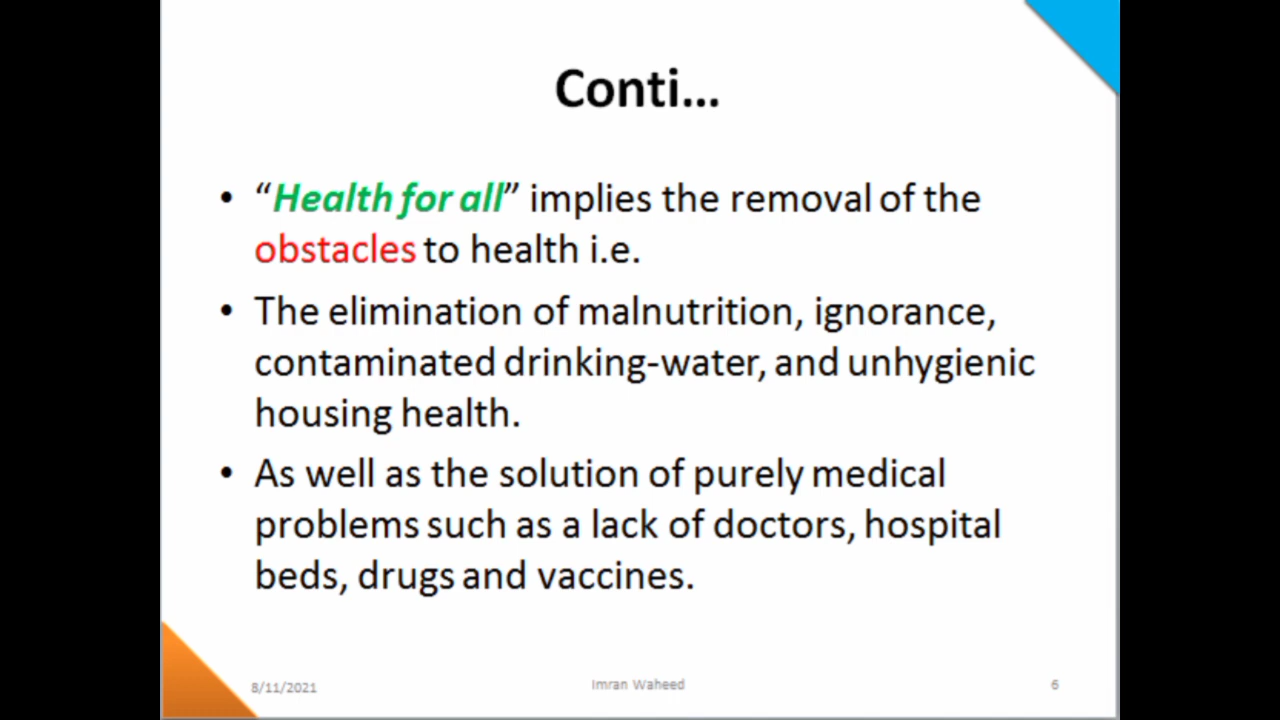 Conti...
• “Health for all” implies the removal of the
obstacles to health i.e.
• The elimination of malnutrition, ignorance,
contaminated drinking-water, and unhygienic
housing health.
• As well as the solution of purely medical
problems such as a lack of doctors, hospital
beds, drugs and vaccines.
8/11/2021 Imran Waheed 6